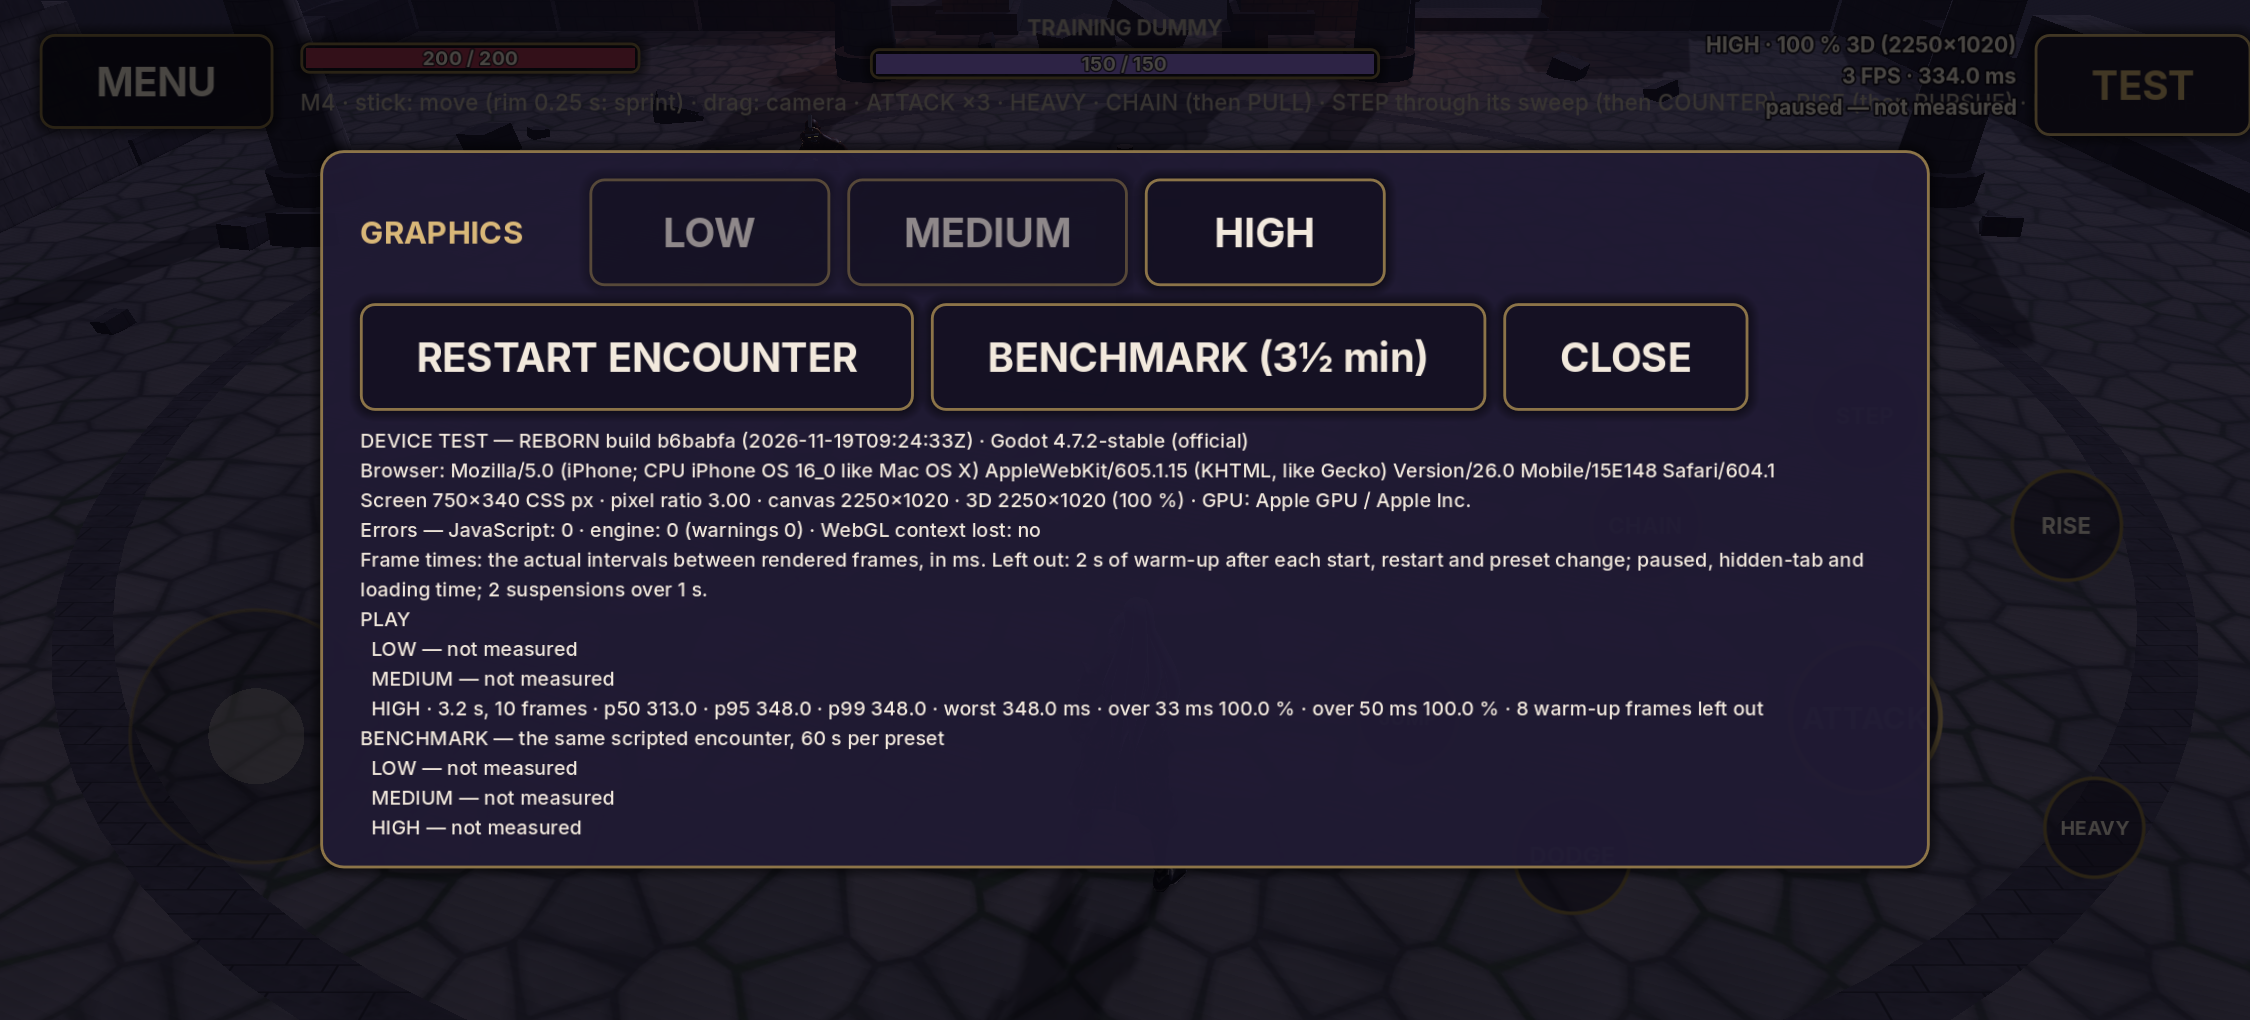 TRAINING DUMMY
MENU
200 / 200
150 / 150
HIGH · 100 % 3D (2250×1020)
3 FPS · 334.0 ms
paused — not measured
TEST
M4 · stick: move (rim 0.25 s: sprint) · drag: camera · ATTACK ×3 · HEAVY · CHAIN (then PULL) · STEP through its sweep (then COUNTER) · RISE (then PURSUE) ·
GRAPHICS
LOW
MEDIUM
HIGH
RESTART ENCOUNTER
BENCHMARK (3½ min)
CLOSE
DEVICE TEST — REBORN build b6babfa (2026-11-19T09:24:33Z) · Godot 4.7.2-stable (official)
Browser: Mozilla/5.0 (iPhone; CPU iPhone OS 16_0 like Mac OS X) AppleWebKit/605.1.15 (KHTML, like Gecko) Version/26.0 Mobile/15E148 Safari/604.1
Screen 750×340 CSS px · pixel ratio 3.00 · canvas 2250×1020 · 3D 2250×1020 (100 %) · GPU: Apple GPU / Apple Inc.
Errors — JavaScript: 0 · engine: 0 (warnings 0) · WebGL context lost: no
Frame times: the actual intervals between rendered frames, in ms. Left out: 2 s of warm-up after each start, restart and preset change; paused, hidden-tab and
loading time; 2 suspensions over 1 s.
PLAY
LOW — not measured
MEDIUM — not measured
HIGH · 3.2 s, 10 frames · p50 313.0 · p95 348.0 · p99 348.0 · worst 348.0 ms · over 33 ms 100.0 % · over 50 ms 100.0 % · 8 warm-up frames left out
BENCHMARK — the same scripted encounter, 60 s per preset
LOW — not measured
MEDIUM — not measured
HIGH — not measured
STEP
RISE
ATTACK
HEAVY
DODGE